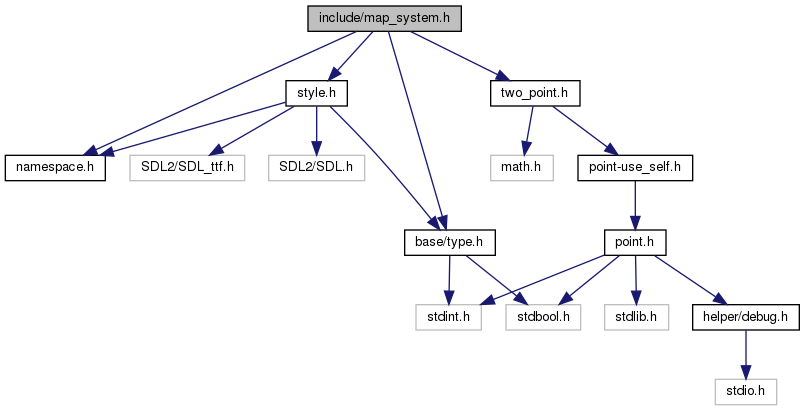 include/map_system.h
style.h
two_point.h
namespace.h
SDL2/SDL_ttf.h
SDL2/SDL.h
math.h
point-use_self.h
base/type.h
point.h
stdint.h
stdbool.h
stdlib.h
helper/debug.h
stdio.h